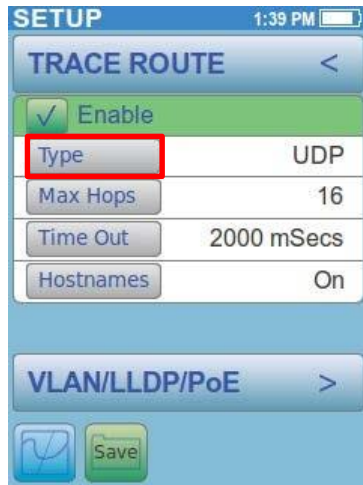 SETUP 1:39 PM
TRACE ROUTE <
✓ Enable
Type UDP
Max Hops 16
Time Out 2000 mSecs
Hostnames On
VLAN/LLDP/PoE >
Save